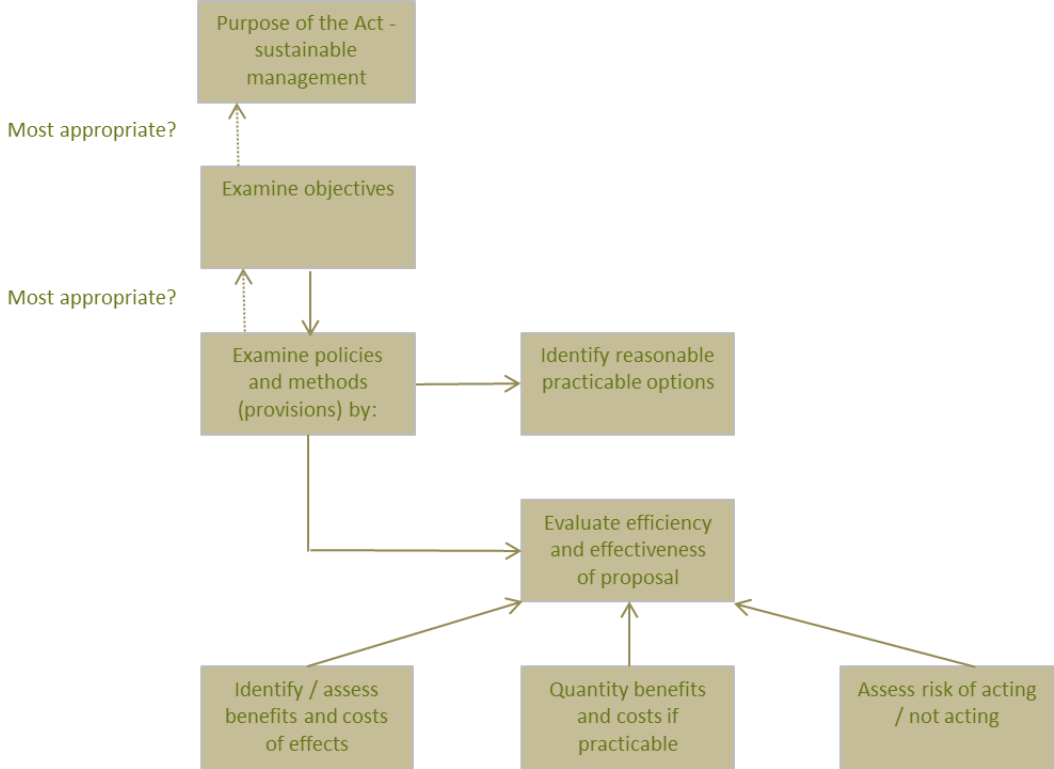 Purpose of the Act -
sustainable
management
Most appropriate?
Examine objectives
Most appropriate?
Examine policies
and methods
(provisions) by:
Identify reasonable
practicable options
Evaluate efficiency
and effectiveness
of proposal
Identify / assess
benefits and costs
of effects
Quantity benefits
and costs if
practicable
Assess risk of acting
/ not acting